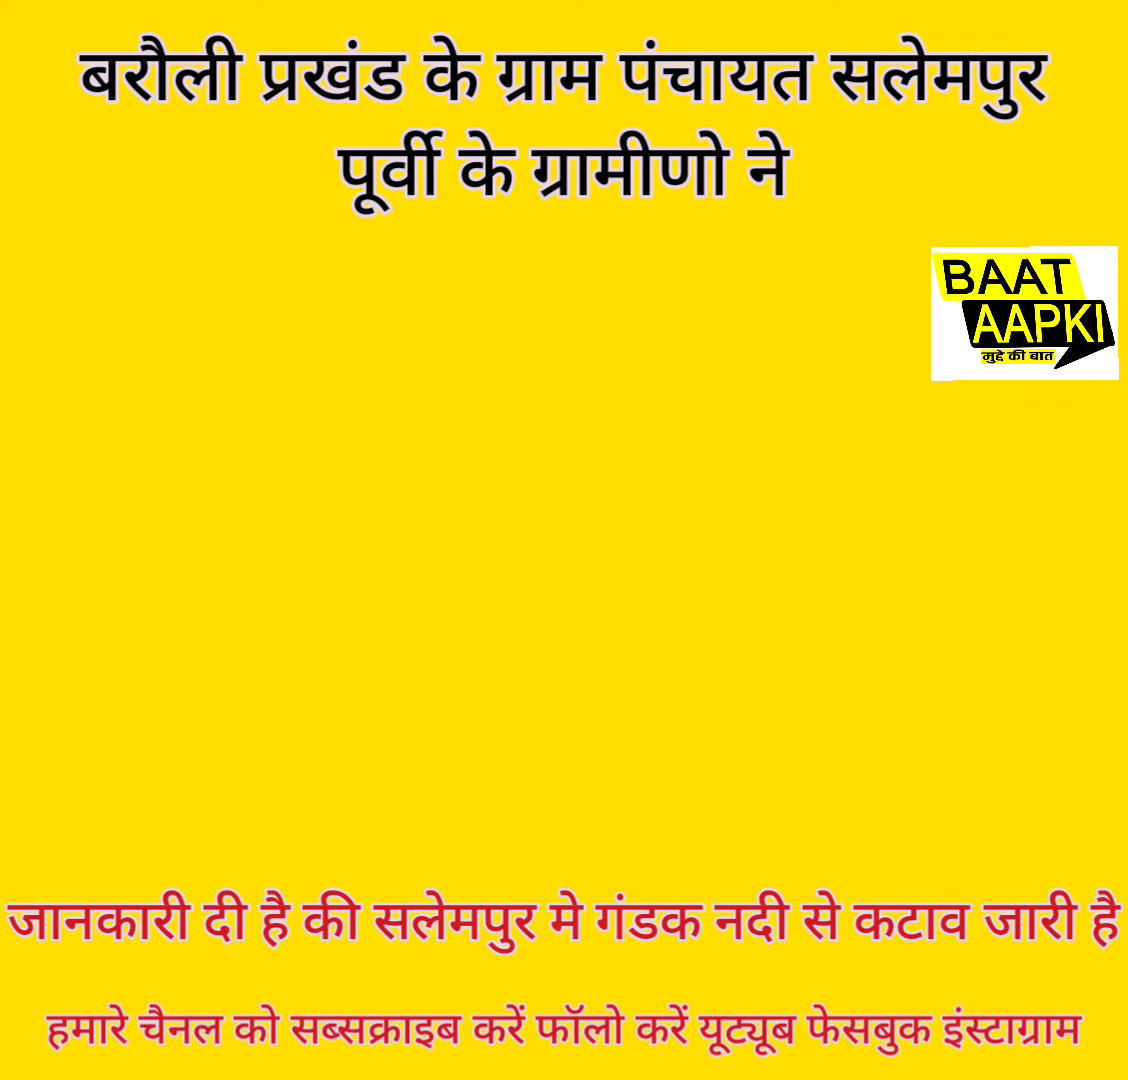 बरौली प्रखंड के ग्राम पंचायत सलेमपुर
पूर्वी के ग्रामीणो ने
BAAT
AAPKI
मुद्दे की बात
जानकारी दी है की सलेमपुर मे गंडक नदी से कटाव जारी है
हमारे चैनल को सब्सक्राइब करें फॉलो करें यूट्यूब फेसबुक इंस्टाग्राम